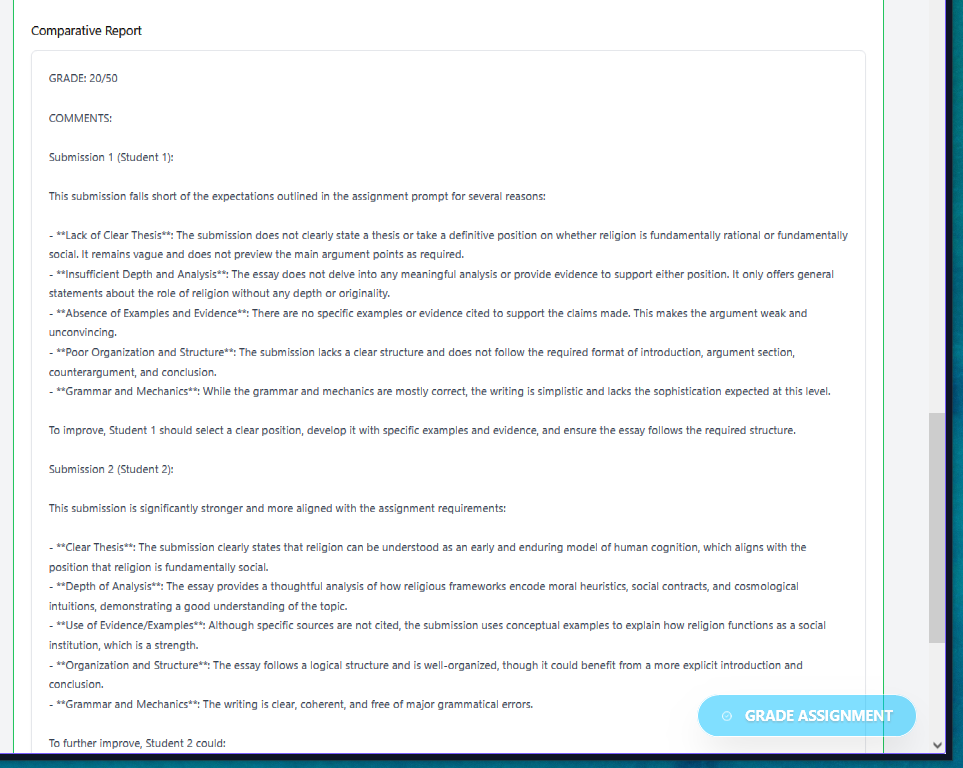 Comparative Report
GRADE: 20/50
COMMENTS:
Submission 1 (Student 1):
This submission falls short of the expectations outlined in the assignment prompt for several reasons:
- **Lack of Clear Thesis**: The submission does not clearly state a thesis or take a definitive position on whether religion is fundamentally rational or fundamentally
social. It remains vague and does not preview the main argument points as required.
- **Insufficient Depth and Analysis**: The essay does not delve into any meaningful analysis or provide evidence to support either position. It only offers general
statements about the role of religion without any depth or originality.
- **Absence of Examples and Evidence**: There are no specific examples or evidence cited to support the claims made. This makes the argument weak and
unconvincing.
- **Poor Organization and Structure**: The submission lacks a clear structure and does not follow the required format of introduction, argument section,
counterargument, and conclusion.
- **Grammar and Mechanics**: While the grammar and mechanics are mostly correct, the writing is simplistic and lacks the sophistication expected at this level.
To improve, Student 1 should select a clear position, develop it with specific examples and evidence, and ensure the essay follows the required structure.
Submission 2 (Student 2):
This submission is significantly stronger and more aligned with the assignment requirements:
- **Clear Thesis**: The submission clearly states that religion can be understood as an early and enduring model of human cognition, which aligns with the
position that religion is fundamentally social.
- **Depth of Analysis**: The essay provides a thoughtful analysis of how religious frameworks encode moral heuristics, social contracts, and cosmological
intuitions, demonstrating a good understanding of the topic.
- **Use of Evidence/Examples**: Although specific sources are not cited, the submission uses conceptual examples to explain how religion functions as a social
institution, which is a strength.
- **Organization and Structure**: The essay follows a logical structure and is well-organized, though it could benefit from a more explicit introduction and
conclusion.
- **Grammar and Mechanics**: The writing is clear, coherent, and free of major grammatical errors.
GRADE ASSIGNMENT
To further improve, Student 2 could: